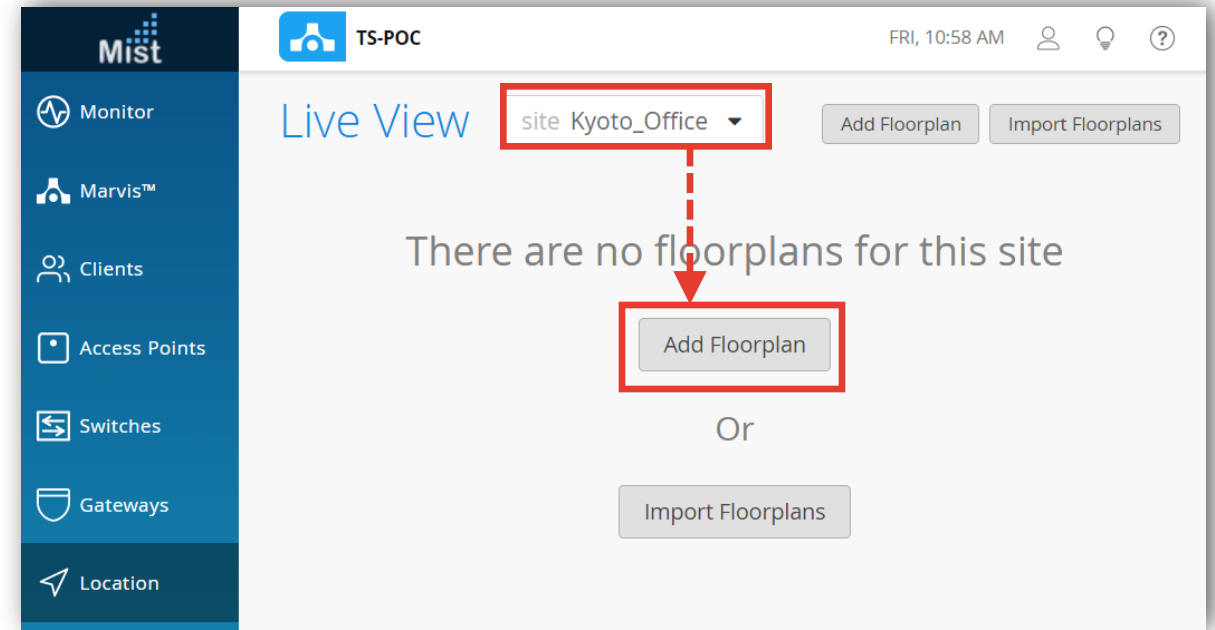 Mist
TS-POC
FRI, 10:58 AM
?
Monitor
Marvis™
Clients
Access Points
Switches
Gateways
Location
Live View
site Kyoto_Office
Add Floorplan
Import Floorplans
There are no floorplans for this site
Add Floorplan
Or
Import Floorplans